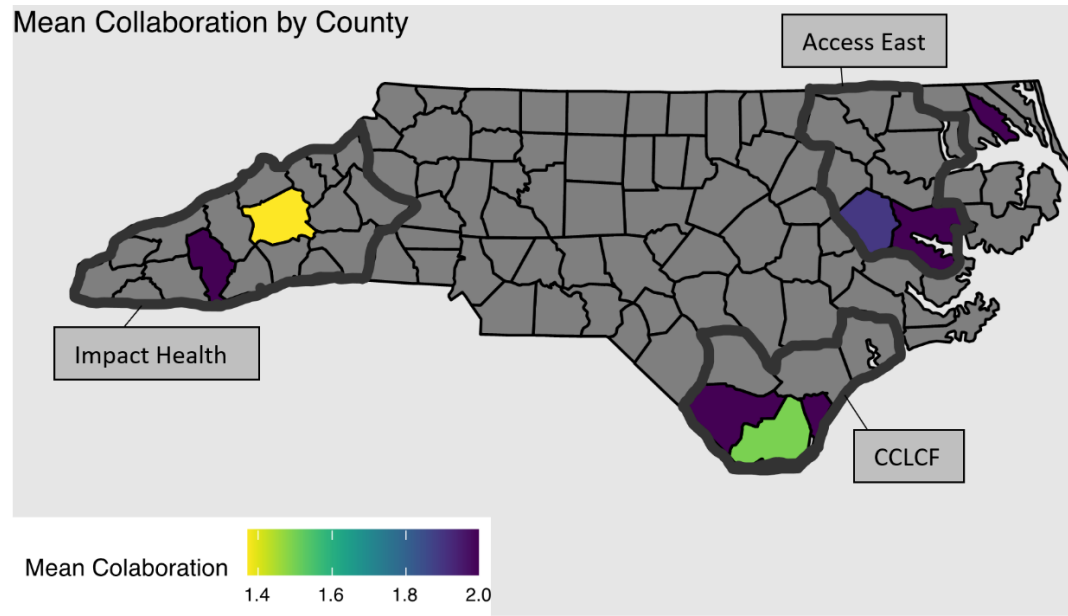 Mean Collaboration by County
Access East
Impact Health
CCLCF
Mean Colaboration
1.4 1.6 1.8 2.0